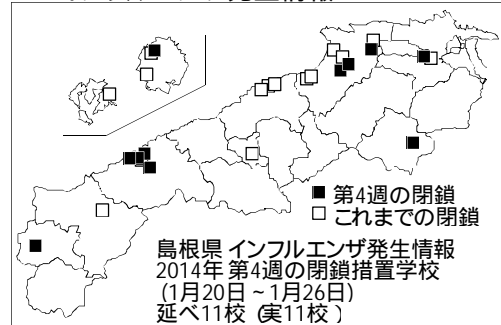 ■ 第4週の閉鎖
□ これまでの閉鎖
島根県 インフルエンザ発生情報
2014年 第4週の閉鎖措置学校
(1月20日~1月26日)
延べ11校 (実11校 )